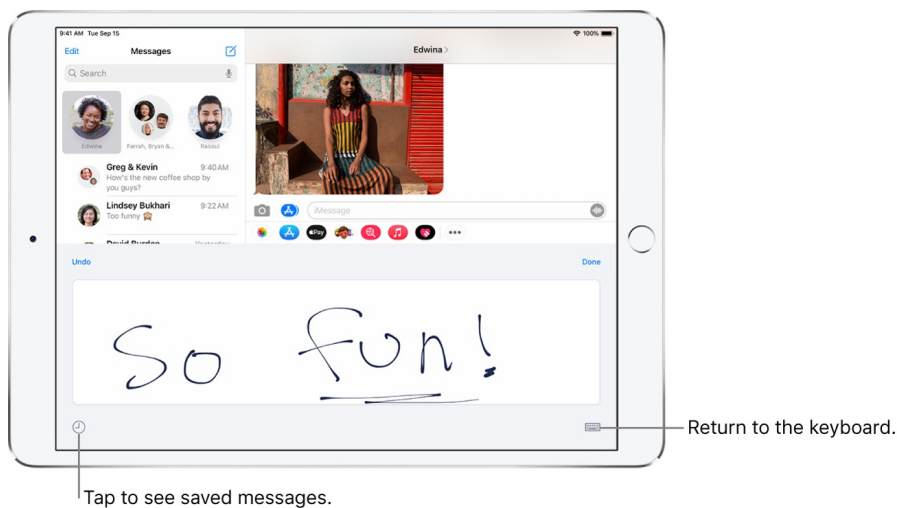 9:41 AM Tue Sep 15
100%
Edit Messages
Edwina >
Search
Edwina
Farrah, Bryan &...
Rasoul
Greg & Kevin 9:40 AM
How's the new coffee shop by
you guys?
Lindsey Bukhari 9:22 AM
Too funny 🙈
David Burden Yesterday
iMessage
Pay
Undo
Done
So Fun!
Return to the keyboard.
Tap to see saved messages.